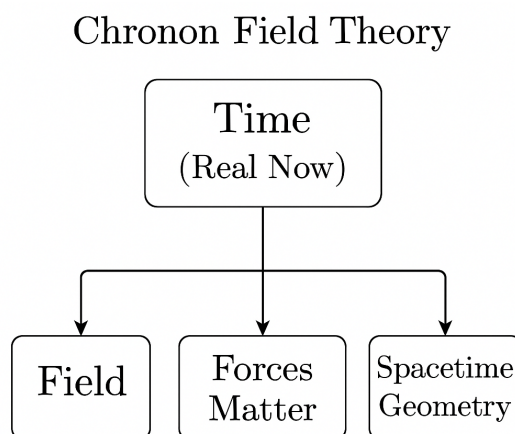 Chronon Field Theory
Time
(Real Now)
Field
Forces
Matter
Spacetime
Geometry